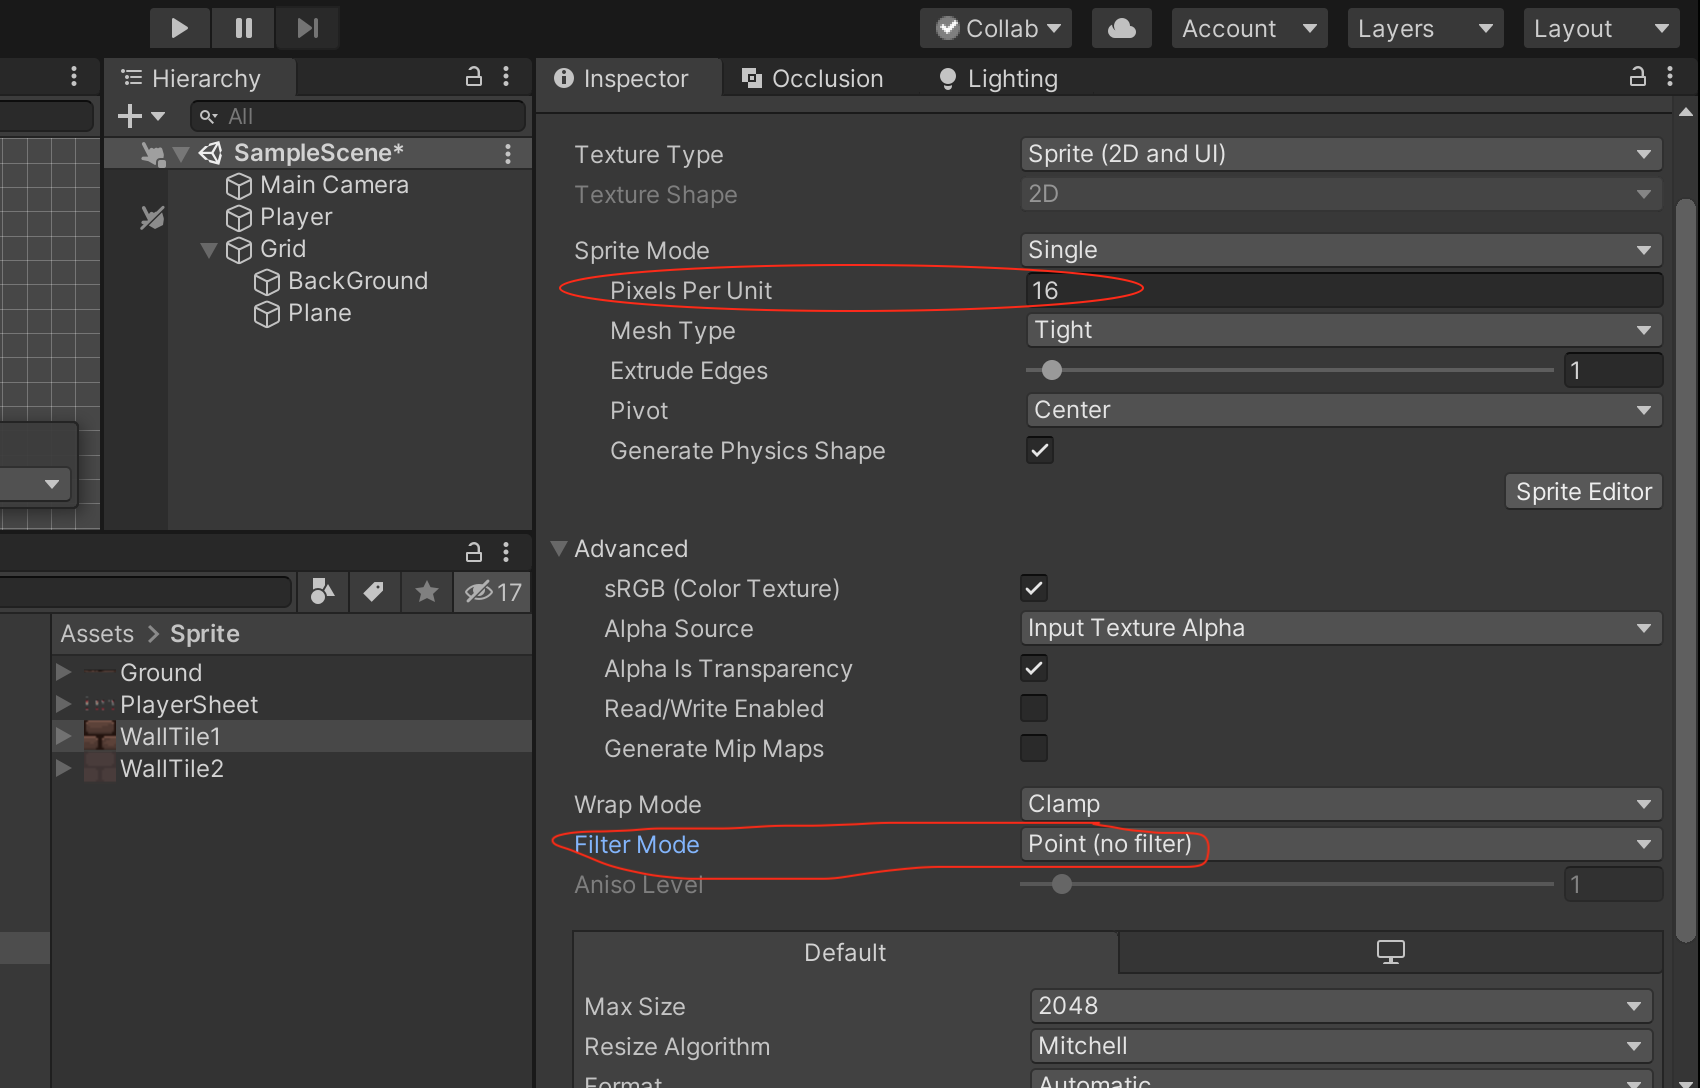 Collab
Account
Layers
Layout
Hierarchy
All
SampleScene*
Main Camera
Player
Grid
BackGround
Plane
17
Assets > Sprite
Ground
PlayerSheet
WallTile1
WallTile2
Inspector
Occlusion
Lighting
Texture Type Sprite (2D and UI)
Texture Shape 2D
Sprite Mode Single
Pixels Per Unit 16
Mesh Type Tight
Extrude Edges 1
Pivot Center
Generate Physics Shape
Sprite Editor
Advanced
sRGB (Color Texture)
Alpha Source Input Texture Alpha
Alpha Is Transparency
Read/Write Enabled
Generate Mip Maps
Wrap Mode Clamp
Filter Mode Point (no filter)
Aniso Level 1
Default
Max Size 2048
Resize Algorithm Mitchell
Format Automatic